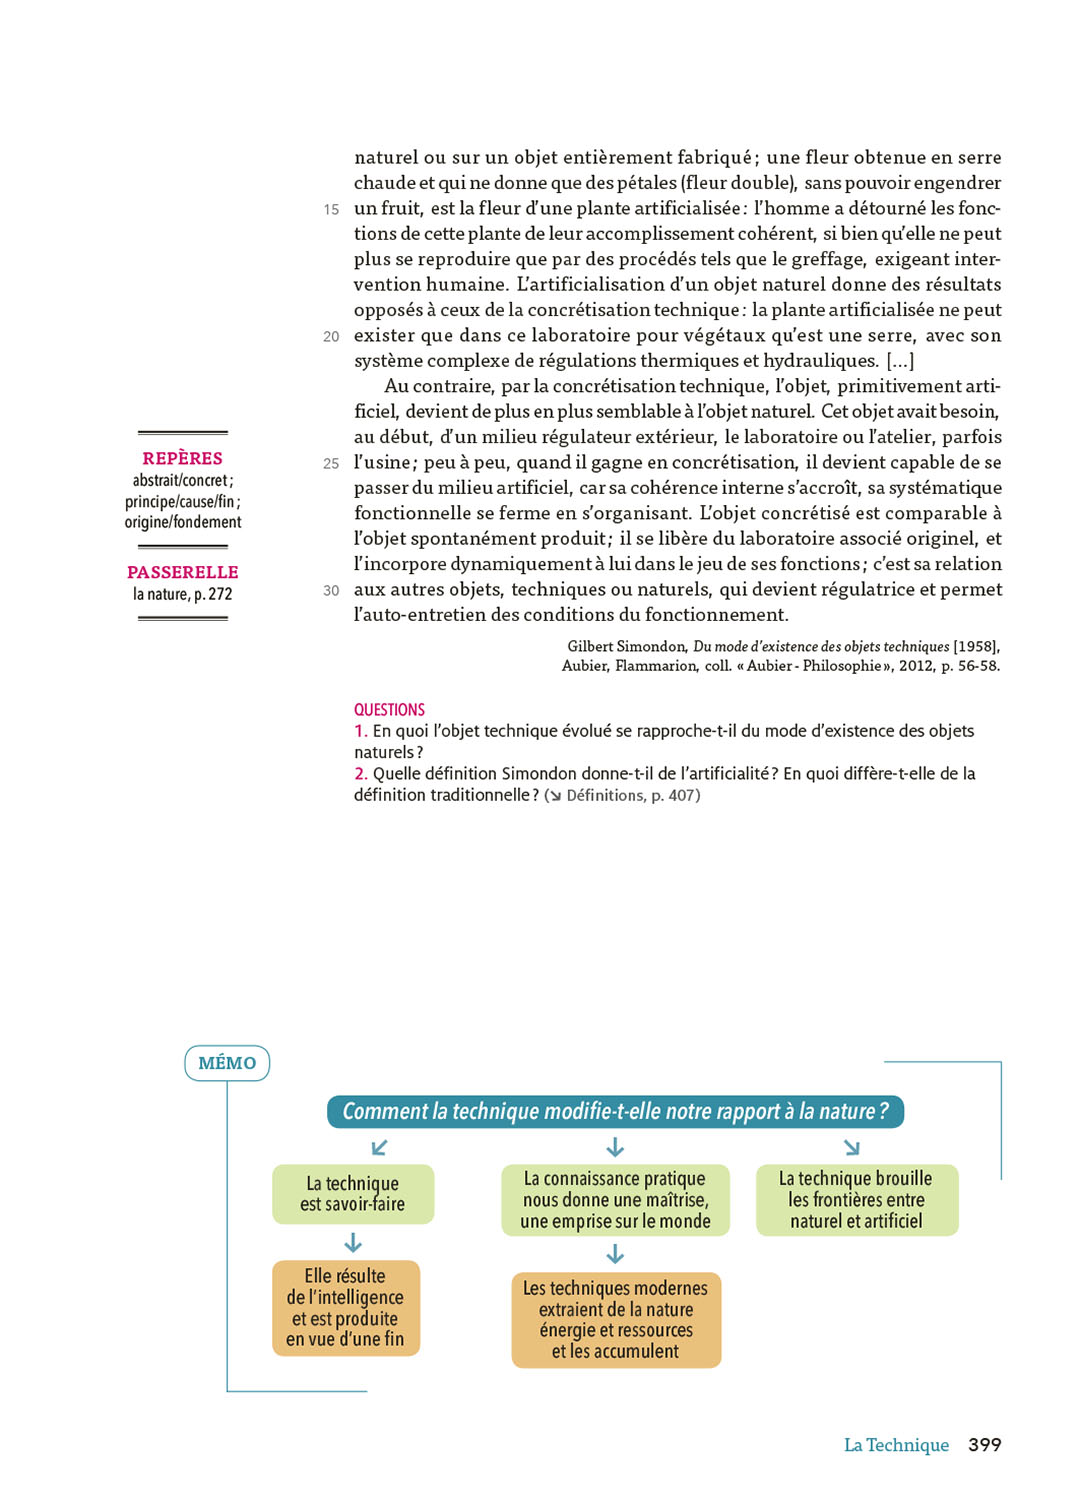 naturel ou sur un objet entièrement fabriqué ; une fleur obtenue en serre
chaude et qui ne donne que des pétales (fleur double), sans pouvoir engendrer
15 un fruit, est la fleur d’une plante artificialisée : l’homme a détourné les fonc-
tions de cette plante de leur accomplissement cohérent, si bien qu’elle ne peut
plus se reproduire que par des procédés tels que le greffage, exigeant inter-
vention humaine. L’artificialisation d’un objet naturel donne des résultats
opposés à ceux de la concrétisation technique : la plante artificialisée ne peut
20 exister que dans ce laboratoire pour végétaux qu’est une serre, avec son
système complexe de régulations thermiques et hydrauliques. [...]
Au contraire, par la concrétisation technique, l’objet, primitivement arti-
ficiel, devient de plus en plus semblable à l’objet naturel. Cet objet avait besoin,
au début, d’un milieu régulateur extérieur, le laboratoire ou l’atelier, parfois
25 l’usine ; peu à peu, quand il gagne en concrétisation, il devient capable de se
passer du milieu artificiel, car sa cohérence interne s’accroît, sa systématique
fonctionnelle se ferme en s’organisant. L’objet concrétisé est comparable à
l’objet spontanément produit ; il se libère du laboratoire associé originel, et
l’incorpore dynamiquement à lui dans le jeu de ses fonctions ; c’est sa relation
30 aux autres objets, techniques ou naturels, qui devient régulatrice et permet
l’auto-entretien des conditions du fonctionnement.
Gilbert Simondon, Du mode d’existence des objets techniques [1958],
Aubier, Flammarion, coll. « Aubier - Philosophie », 2012, p. 56-58.
REPÈRES
abstrait/concret ;
principe/cause/fin ;
origine/fondement
PASSERELLE
la nature, p. 272
QUESTIONS
1. En quoi l’objet technique évolué se rapproche-t-il du mode d’existence des objets
naturels ?
2. Quelle définition Simondon donne-t-il de l’artificialité ? En quoi diffère-t-elle de la
définition traditionnelle ? (↘ Définitions, p. 407)
MÉMO
Comment la technique modifie-t-elle notre rapport à la nature ?
La technique
est savoir-faire
Elle résulte
de l’intelligence
et est produite
en vue d’une fin
La connaissance pratique
nous donne une maîtrise,
une emprise sur le monde
Les techniques modernes
extraient de la nature
énergie et ressources
et les accumulent
La technique brouille
les frontières entre
naturel et artificiel
La Technique 399